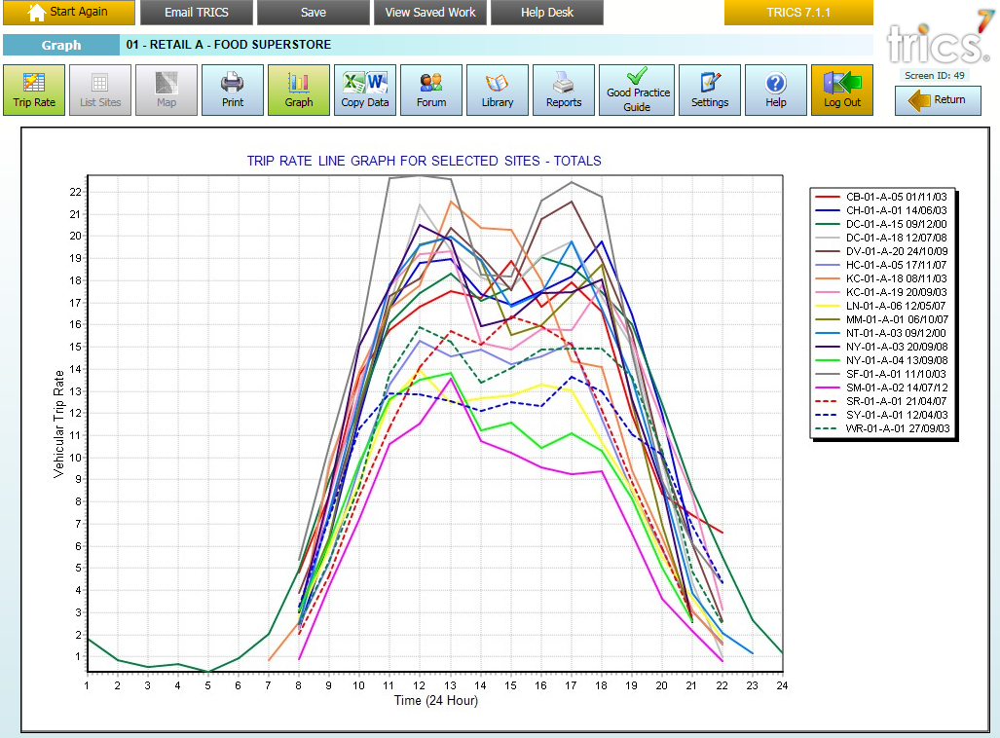 Start Again
Email TRICS
Save
View Saved Work
Help Desk
TRICS 7.1.1
trics 7 ®
Graph
01 - RETAIL A - FOOD SUPERSTORE
Screen ID: 49
Trip Rate
List Sites
Map
Print
Graph
Copy Data
Forum
Library
Reports
Good Practice
Guide
Settings
Help
Log Out
Return
TRIP RATE LINE GRAPH FOR SELECTED SITES - TOTALS
Vehicular Trip Rate
22
21
20
19
18
17
16
15
14
13
12
11
10
9
8
7
6
5
4
3
2
1
1 2 3 4 5 6 7 8 9 10 11 12 13 14 15 16 17 18 19 20 21 22 23 24
Time (24 Hour)
CB-01-A-05 01/11/03
CH-01-A-01 14/06/03
DC-01-A-15 09/12/00
DC-01-A-18 12/07/08
DV-01-A-20 24/10/09
HC-01-A-05 17/11/07
KC-01-A-18 08/11/03
KC-01-A-19 20/09/03
LN-01-A-06 12/05/07
MM-01-A-01 06/10/07
NT-01-A-03 09/12/00
NY-01-A-03 20/09/08
NY-01-A-04 13/09/08
SF-01-A-01 11/10/03
SM-01-A-02 14/07/12
SR-01-A-01 21/04/07
SY-01-A-01 12/04/03
WR-01-A-01 27/09/03